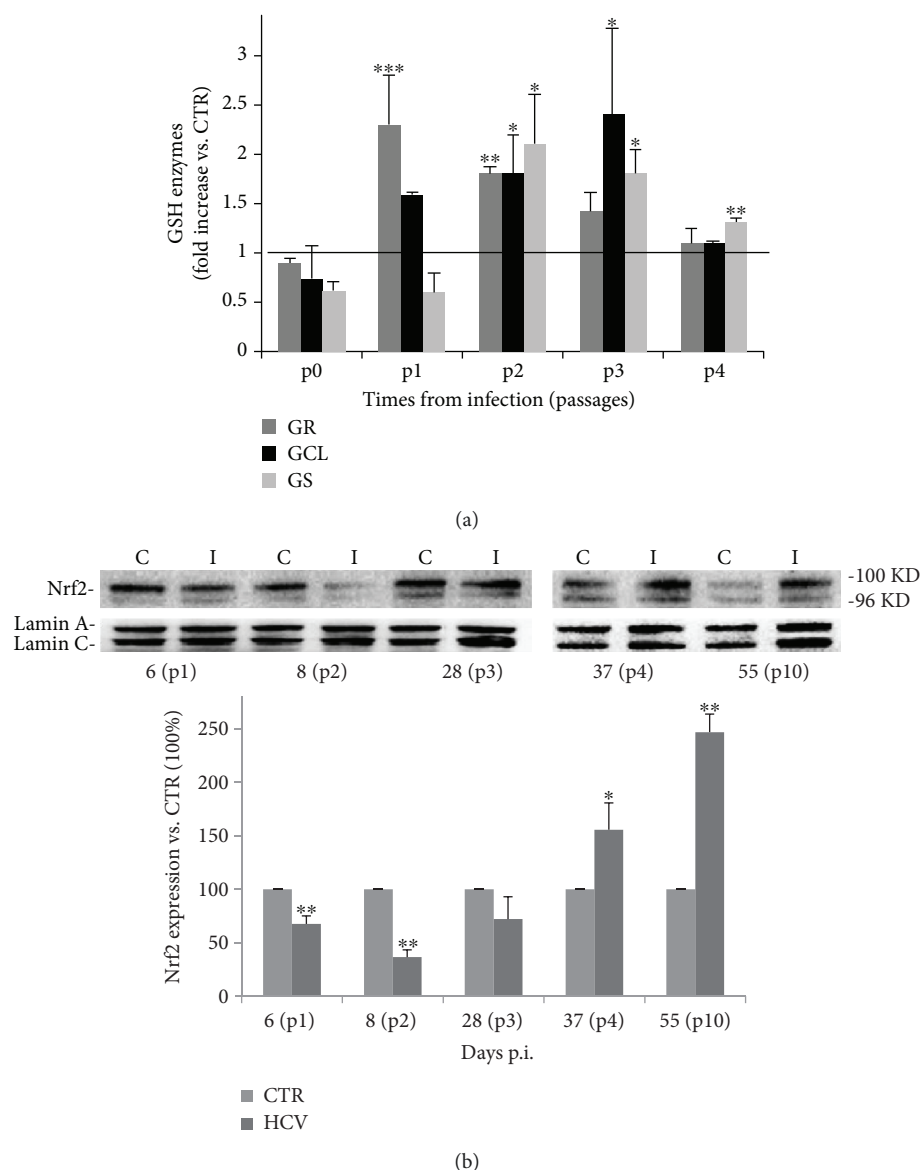 3
2.5
2
1.5
1
0.5
0
GSH enzymes
(fold increase vs. CTR)
***
**
*
*
*
*
**
p0 p1 p2 p3 p4
Times from infection (passages)
GR
GCL
GS
(a)
C I C I C I C I C I
Nrf2-
-100 KD
-96 KD
Lamin A-
Lamin C-
6 (p1) 8 (p2) 28 (p3) 37 (p4) 55 (p10)
250
200
150
100
50
0
Nrf2 expression vs. CTR (100%)
**
**
*
**
6 (p1) 8 (p2) 28 (p3) 37 (p4) 55 (p10)
Days p.i.
CTR
HCV
(b)